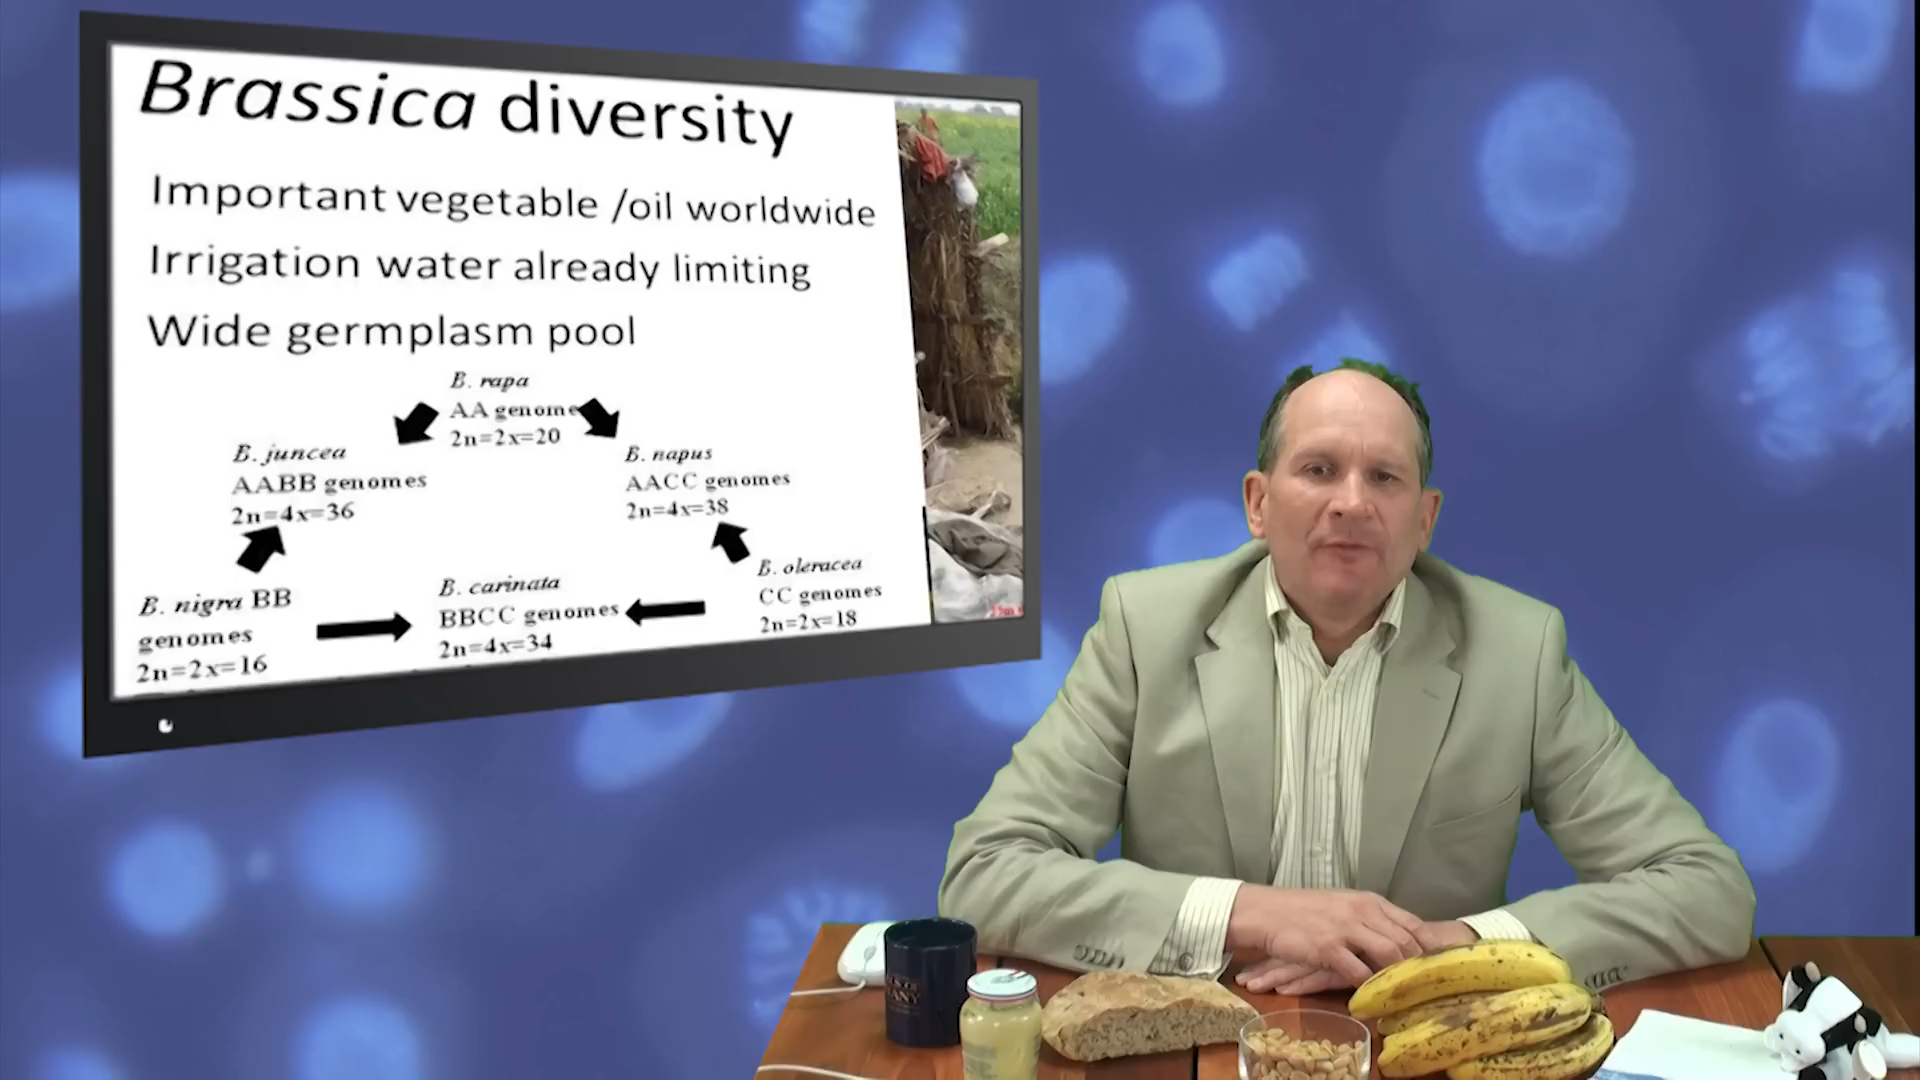 Brassica diversity
Important vegetable /oil worldwide
Irrigation water already limiting
Wide germplasm pool
B. rapa
AA genome
2n=2x=20
B. juncea
AABB genomes
2n=4x=36
B. napus
AACC genomes
2n=4x=38
B. nigra BB
genomes
2n=2x=16
B. carinata
BBCC genomes
2n=4x=34
B. oleracea
CC genomes
2n=2x=18